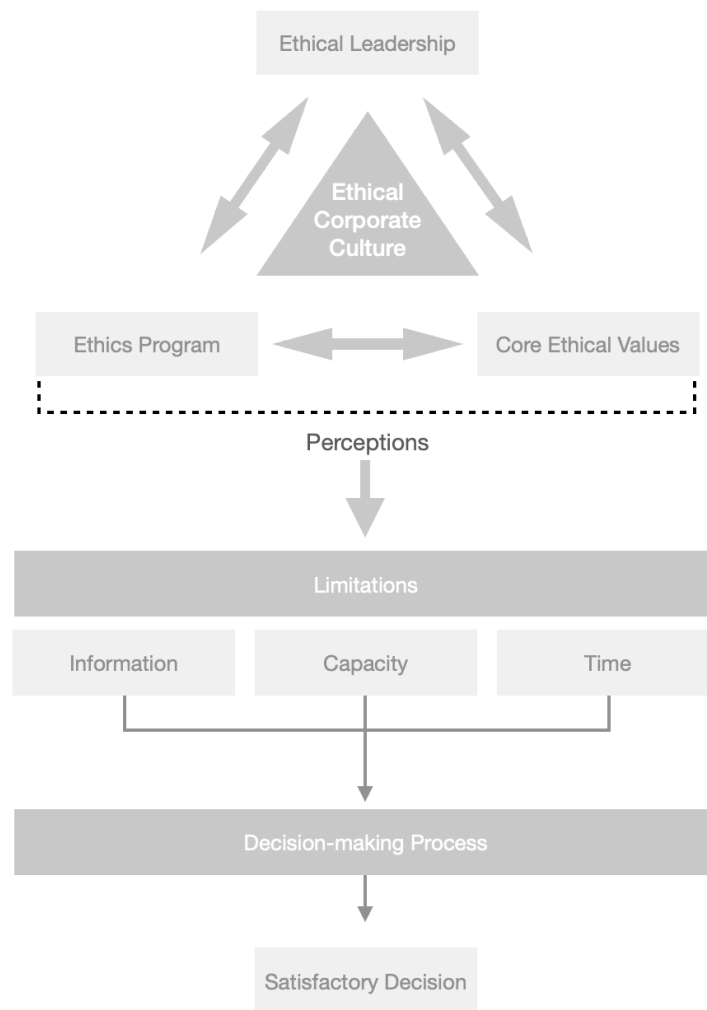 Ethical Leadership
Ethical
Corporate
Culture
Ethics Program
Core Ethical Values
Perceptions
Limitations
Information
Capacity
Time
Decision-making Process
Satisfactory Decision